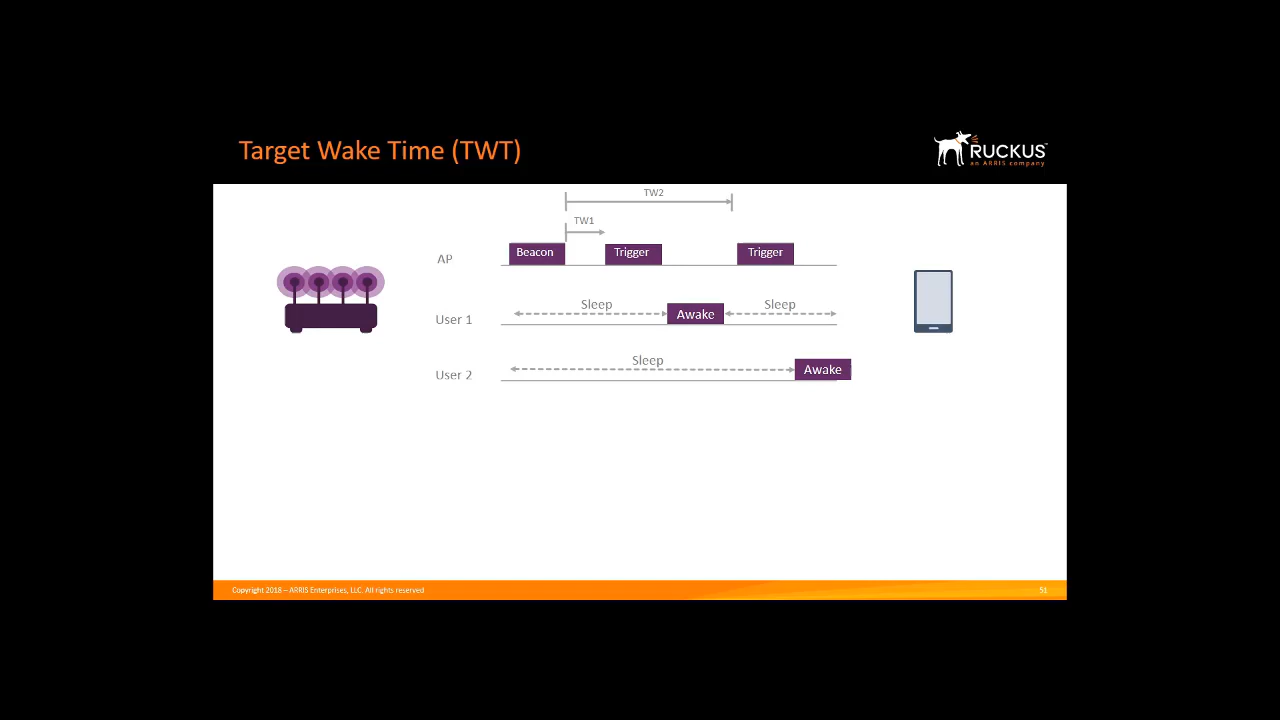 Target Wake Time (TWT)
RUCKUS™
an ARRIS company
TW2
TW1
AP
Beacon
Trigger
Trigger
User 1
Sleep
Awake
Sleep
User 2
Sleep
Awake
Copyright 2018 – ARRIS Enterprises, LLC. All rights reserved
51